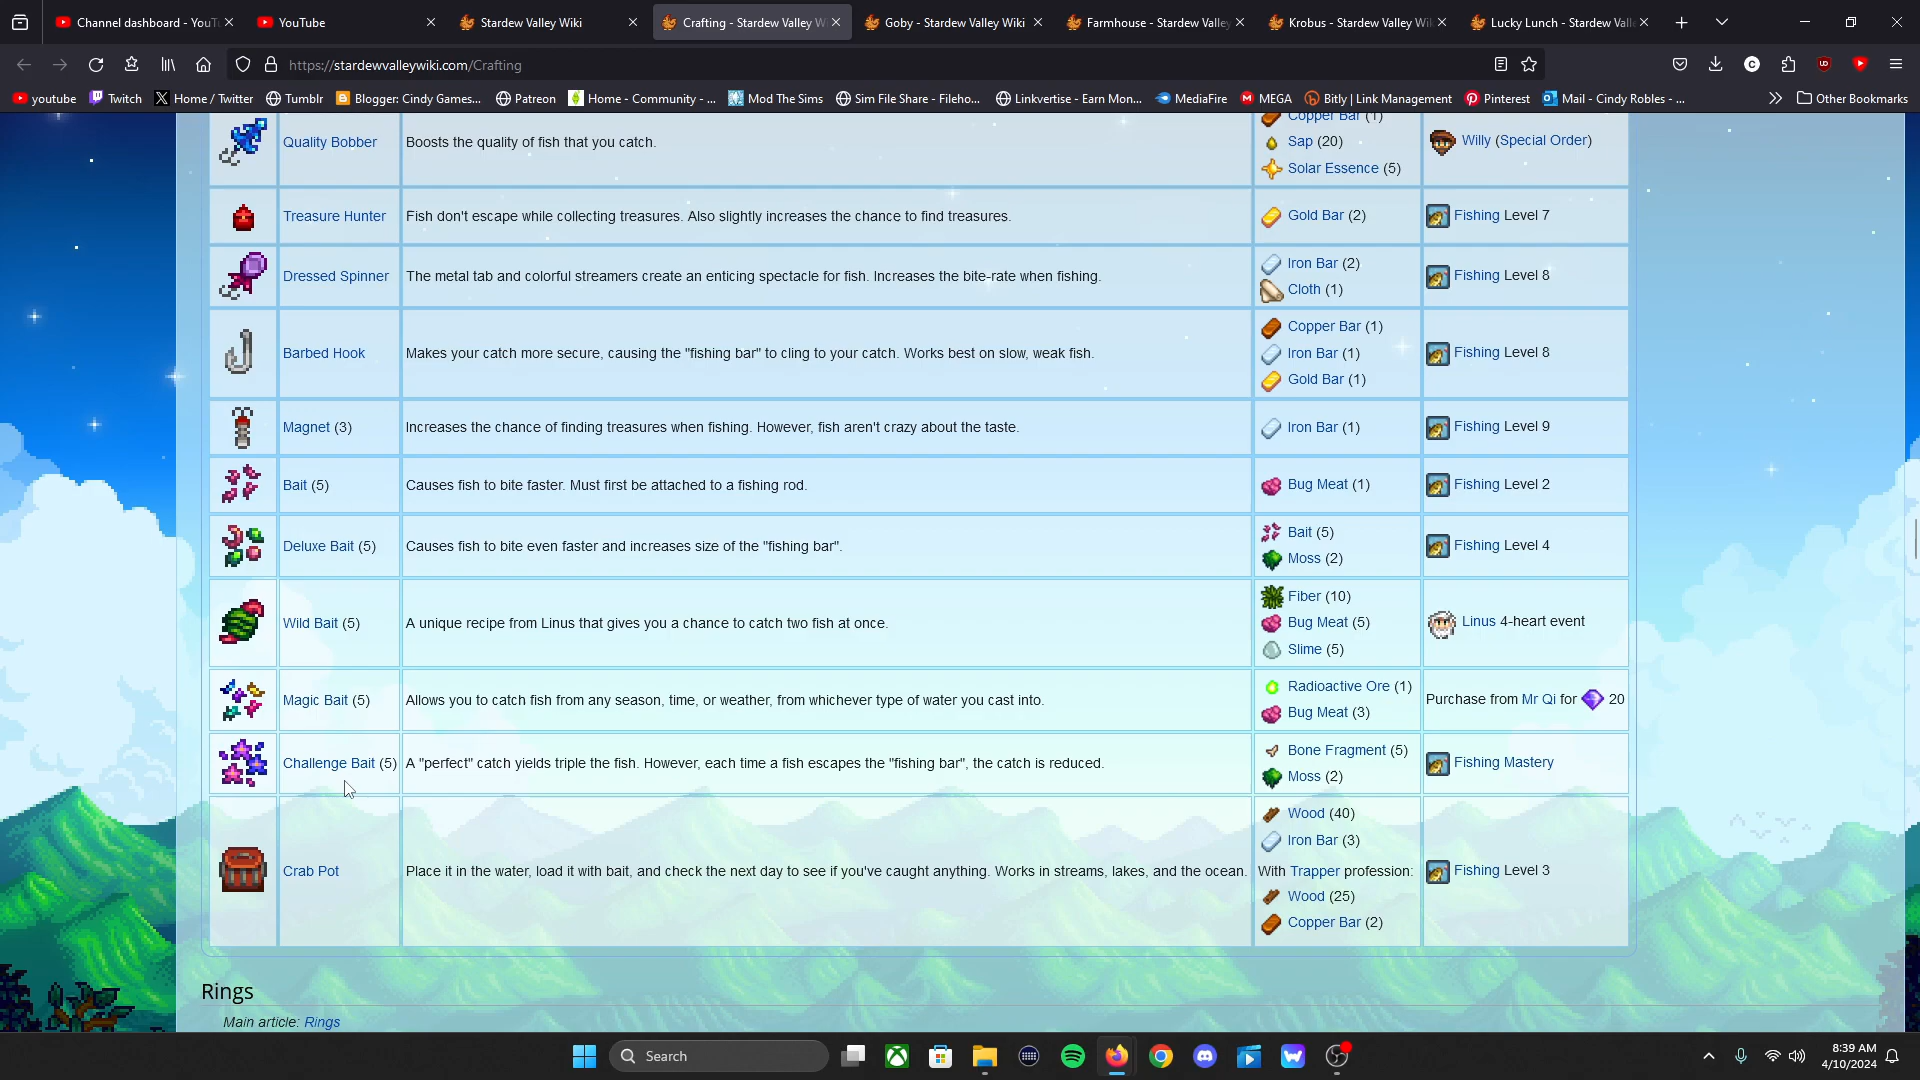 Channel dashboard - YouTu
YouTube
Stardew Valley Wiki
Crafting - Stardew Valley W
Goby - Stardew Valley Wiki
Farmhouse - Stardew Valley
Krobus - Stardew Valley Wik
Lucky Lunch - Stardew Valle
https://stardewvalleywiki.com/Crafting
youtube
Twitch
Home / Twitter
Tumblr
Blogger: Cindy Games...
Patreon
Home - Community - ...
Mod The Sims
Sim File Share - Fileho...
Linkvertise - Earn Mon...
MediaFire
MEGA
Bitly | Link Management
Pinterest
Mail - Cindy Robles - ...
Other Bookmarks
Quality Bobber
Boosts the quality of fish that you catch.
Copper Bar (1)
Sap (20)
Solar Essence (5)
Willy (Special Order)
Treasure Hunter
Fish don't escape while collecting treasures. Also slightly increases the chance to find treasures.
Gold Bar (2)
Fishing Level 7
Dressed Spinner
The metal tab and colorful streamers create an enticing spectacle for fish. Increases the bite-rate when fishing.
Iron Bar (2)
Cloth (1)
Fishing Level 8
Barbed Hook
Makes your catch more secure, causing the "fishing bar" to cling to your catch. Works best on slow, weak fish.
Copper Bar (1)
Iron Bar (1)
Gold Bar (1)
Fishing Level 8
Magnet (3)
Increases the chance of finding treasures when fishing. However, fish aren't crazy about the taste.
Iron Bar (1)
Fishing Level 9
Bait (5)
Causes fish to bite faster. Must first be attached to a fishing rod.
Bug Meat (1)
Fishing Level 2
Deluxe Bait (5)
Causes fish to bite even faster and increases size of the "fishing bar".
Bait (5)
Moss (2)
Fishing Level 4
Wild Bait (5)
A unique recipe from Linus that gives you a chance to catch two fish at once.
Fiber (10)
Bug Meat (5)
Slime (5)
Linus 4-heart event
Magic Bait (5)
Allows you to catch fish from any season, time, or weather, from whichever type of water you cast into.
Radioactive Ore (1)
Bug Meat (3)
Purchase from Mr Qi for 20
Challenge Bait (5)
A "perfect" catch yields triple the fish. However, each time a fish escapes the "fishing bar", the catch is reduced.
Bone Fragment (5)
Moss (2)
Fishing Mastery
Crab Pot
Place it in the water, load it with bait, and check the next day to see if you've caught anything. Works in streams, lakes, and the ocean.
Wood (40)
Iron Bar (3)
With Trapper profession:
Wood (25)
Copper Bar (2)
Fishing Level 3
Rings
Main article: Rings
Search
8:39 AM
4/10/2024